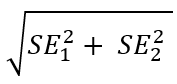 √(SE₁² + SE₂²)